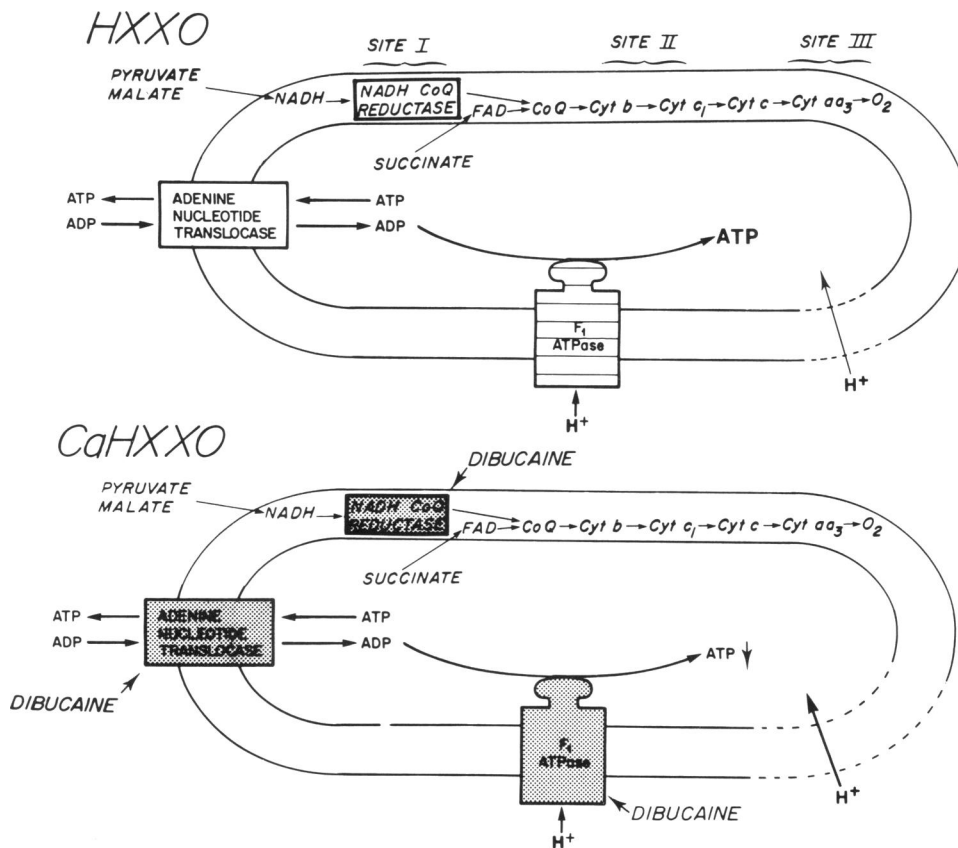 HXXO
SITE I SITE II SITE III
PYRUVATE
MALATE
NADH
NADH CoQ
REDUCTASE
FAD CoQ Cyt b Cyt c₁ Cyt c Cyt aa₃ O₂
SUCCINATE
ATP
ADP
ADENINE
NUCLEOTIDE
TRANSLOCASE
ATP
ADP
ATP
F₁
ATPase
H⁺
H⁺
CaHXXO
DIBUCAINE
PYRUVATE
MALATE
NADH
NADH CoQ
REDUCTASE
FAD CoQ Cyt b Cyt c₁ Cyt c Cyt aa₃ O₂
SUCCINATE
ATP
ADP
ADENINE
NUCLEOTIDE
TRANSLOCASE
ATP
ADP
ATP
DIBUCAINE
F₁
ATPase
H⁺
DIBUCAINE
H⁺